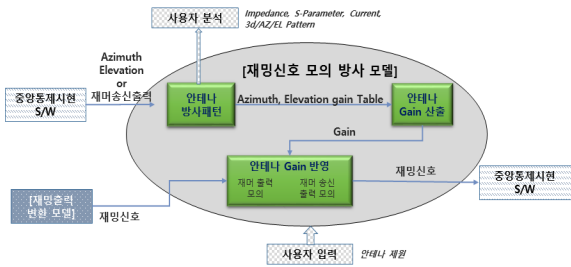 사용자 분석
Impedance, S-Parameter, Current,
3d/AZ/EL Pattern
Azimuth
Elevation
or
재머송신출력
[재밍신호 모의 방사 모델]
중앙통제시현
S/W
안테나
방사패턴
Azimuth, Elevation gain Table
안테나
Gain 산출
Gain
안테나 Gain 반영
재머 출력
모의
재머 송신
출력 모의
재밍신호
중앙통제시현
S/W
[재밍출력
변환 모델]
재밍신호
사용자 입력
안테나 제원